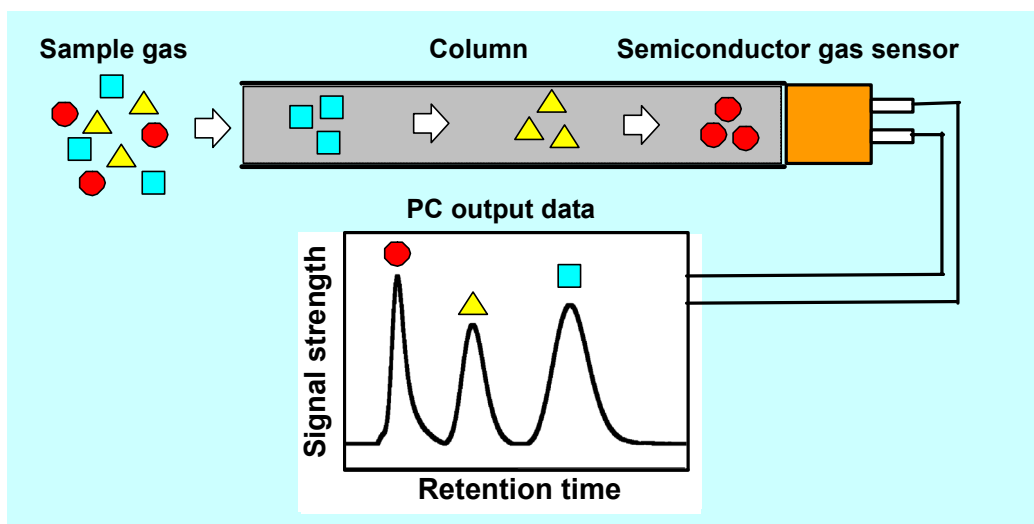 Sample gas
Column
Semiconductor gas sensor
PC output data
Signal strength
Retention time